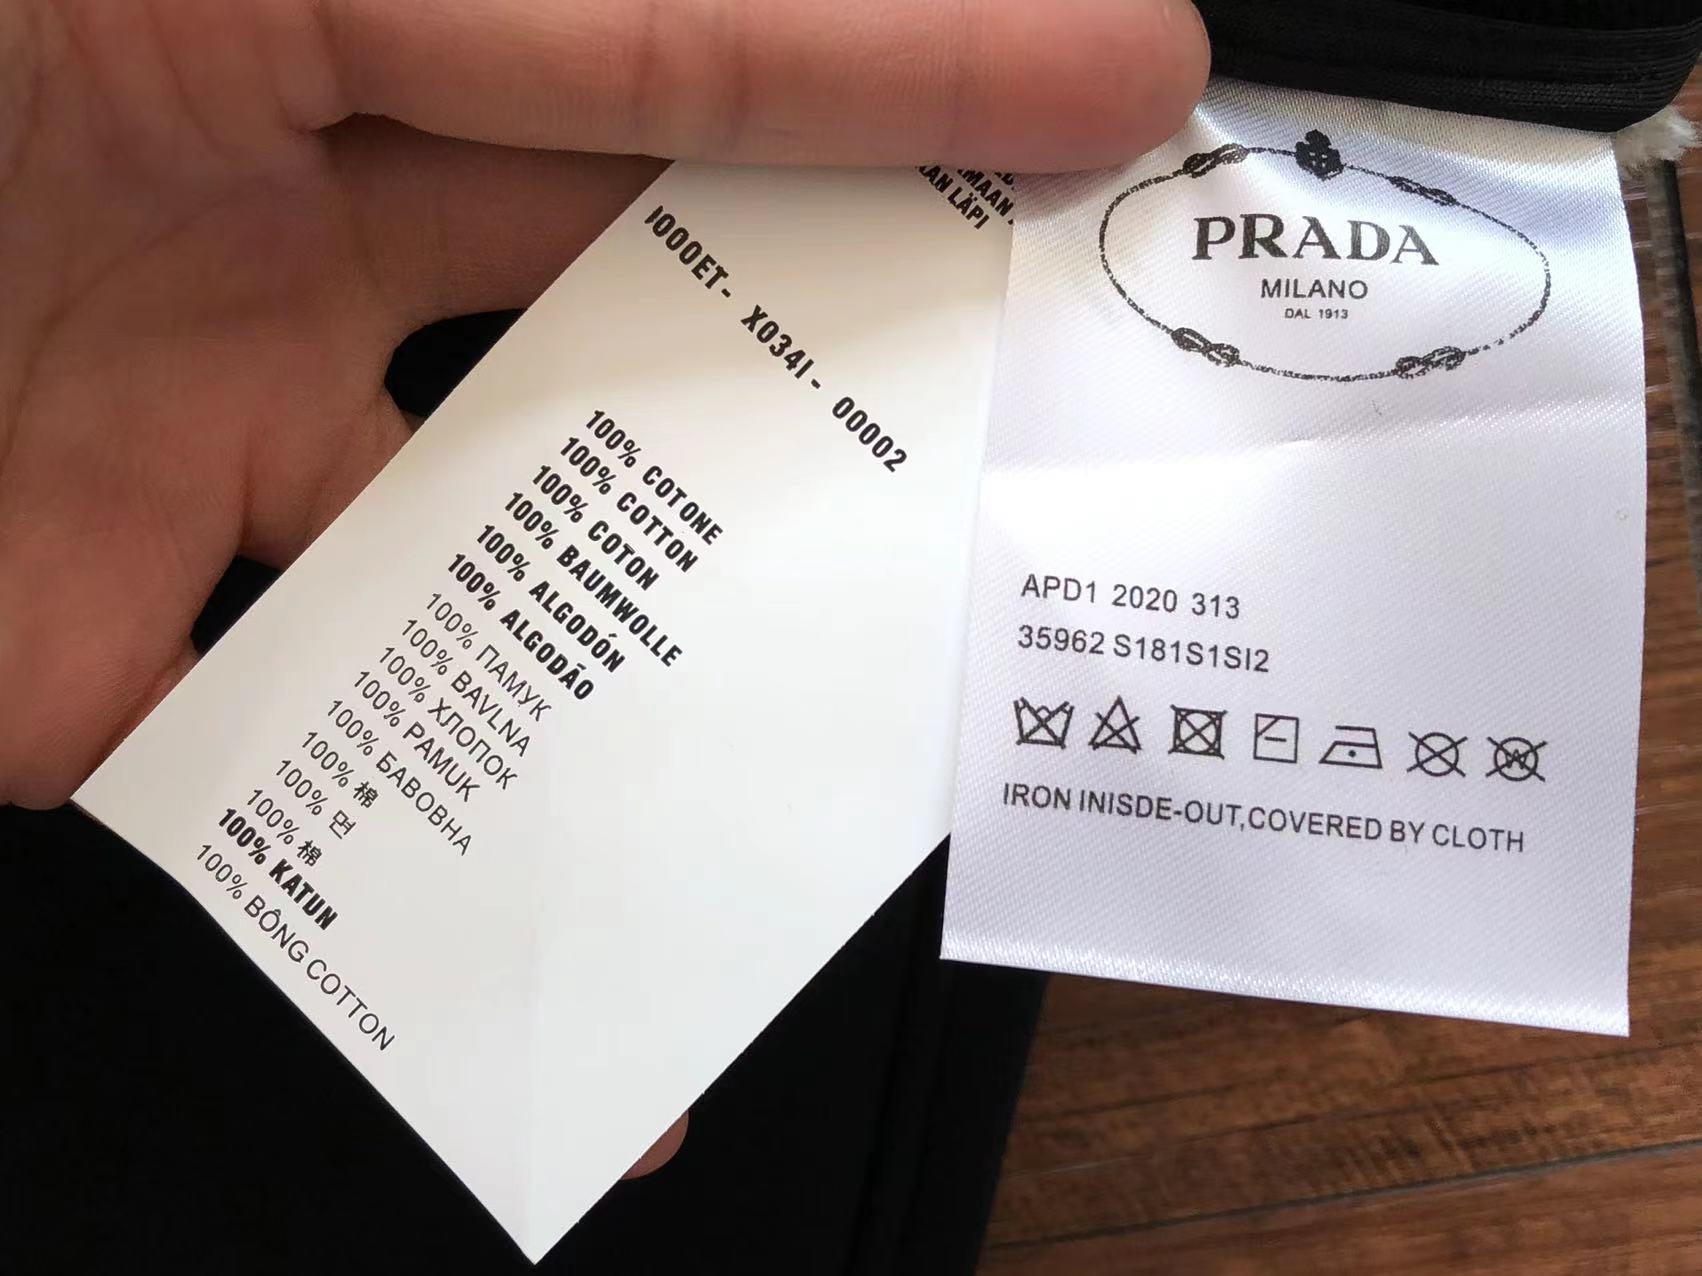 MAAN
KAN LÄPI
1000ET- X034I- 00002
100% COTONE
100% COTTON
100% COTON
100% BAUMWOLLE
100% ALGODÓN
100% ALGODÃO
100% ПАМУК
100% BAVLNA
100% ХЛОПОК
100% PAMUK
100% БАВОВНА
100% 棉
100% 면
100% 棉
100% KATUN
100% BÔNG COTTON
PRADA
MILANO
DAL 1913
APD1 2020 313
35962 S181S1SI2
IRON INISDE-OUT,COVERED BY CLOTH